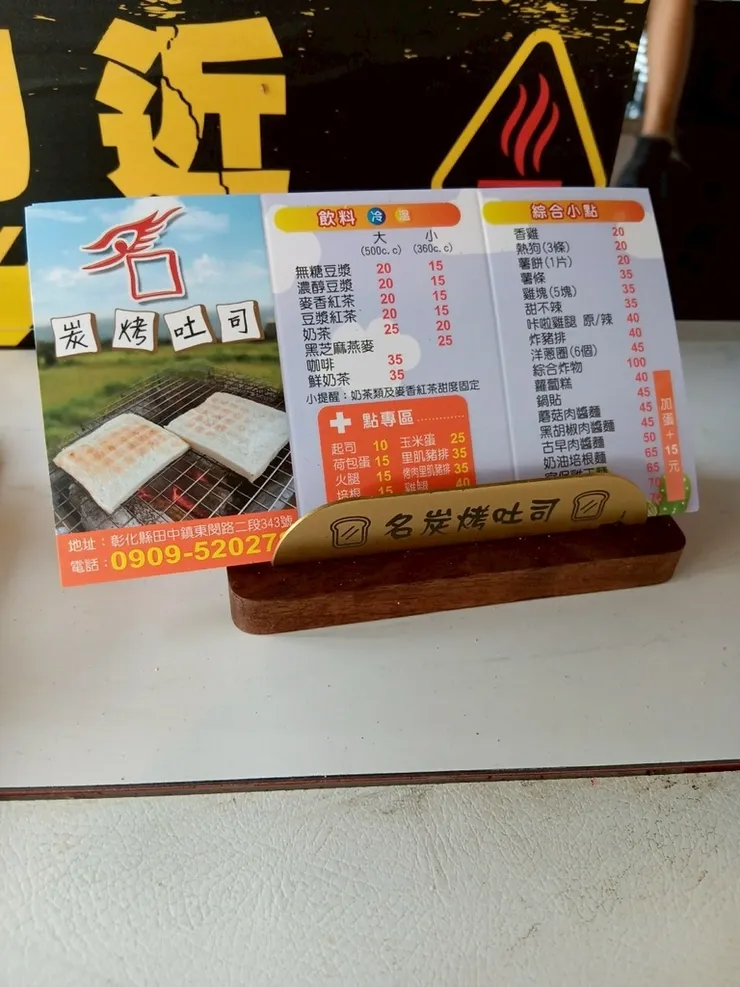 近
名
炭烤吐司
地址：彰化縣田中鎮東閔路二段343號
電話：0909-52027
飲料 冷 溫
大 小
(500c.c) (360c.c)
無糖豆漿 20 15
濃醇豆漿 20 15
麥香紅茶 20 15
豆漿紅茶 20 15
奶茶 25 20
黑芝麻燕麥 25
咖啡 35
鮮奶茶 35
小提醒：奶茶類及麥香紅茶甜度固定
點專區
起司 10 玉米蛋 25
荷包蛋 15 里肌豬排 35
火腿 15 烤肉里肌豬排 35
培根 15 40
綜合小點
香雞 20
熱狗(3條) 20
薯餅(1片) 20
薯條 35
雞塊(5塊) 35
甜不辣 35
咔啦雞腿 原/辣 40
炸豬排 40
洋蔥圈(6個) 45
綜合炸物 100
蘿蔔糕 40
鍋貼 45
蘑菇肉醬麵 45
黑胡椒肉醬麵 45
古早肉醬麵 50
奶油培根麵 65
65
加蛋+15元
名炭烤吐司